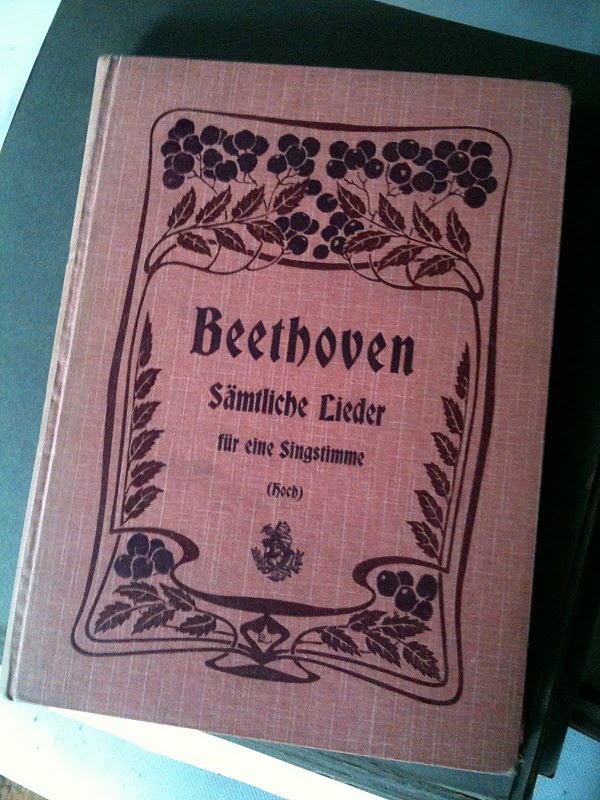 Beethoven
Sämtliche Lieder
für eine Singstimme
(Hoch)